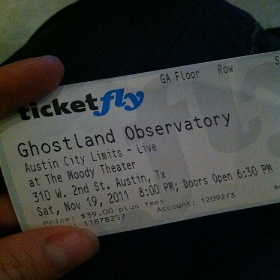 GA Floor Row S
ticketfly
Ghostland Observatory
Austin City Limits - Live
at The Moody Theater
310 W. 2nd St. Austin, Tx
Sat, Nov 19, 2011 8:00 PM; Doors Open 6:30 PM
Price: $39.00 plus fees Account: 1209273
11878257